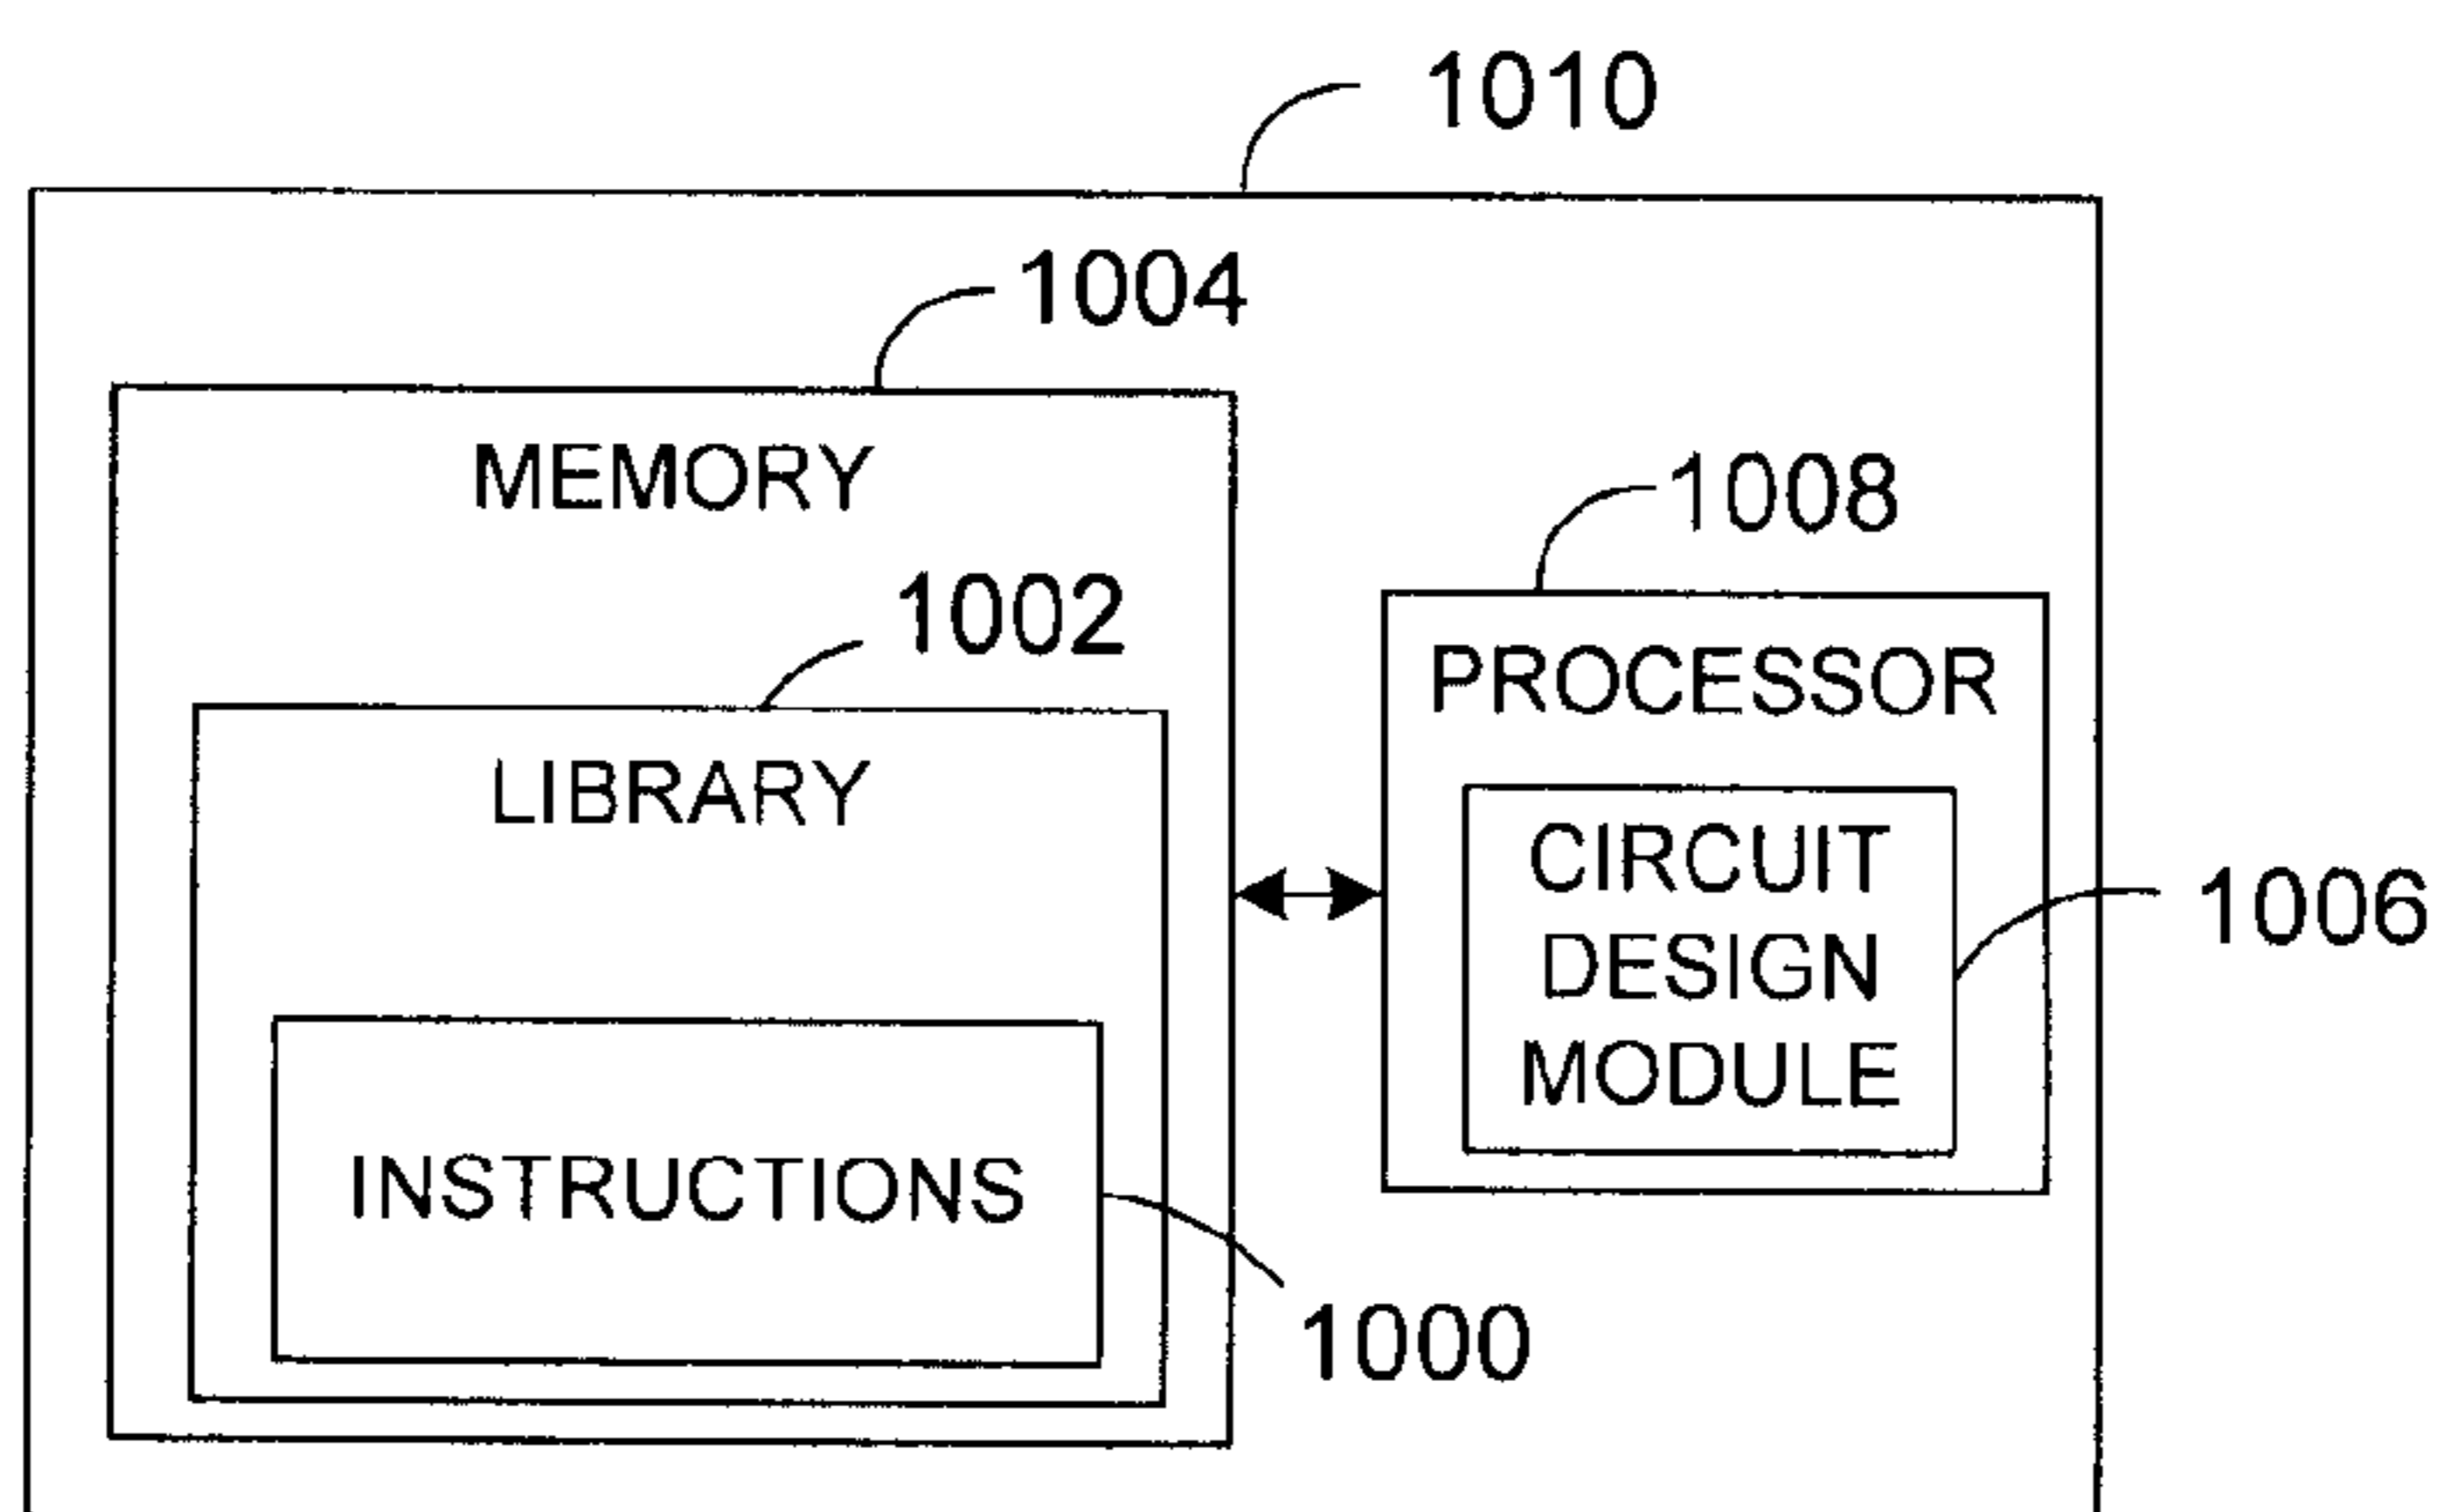 1010
1004
MEMORY
1008
1002
PROCESSOR
LIBRARY
CIRCUIT
DESIGN
MODULE
1006
INSTRUCTIONS
1000